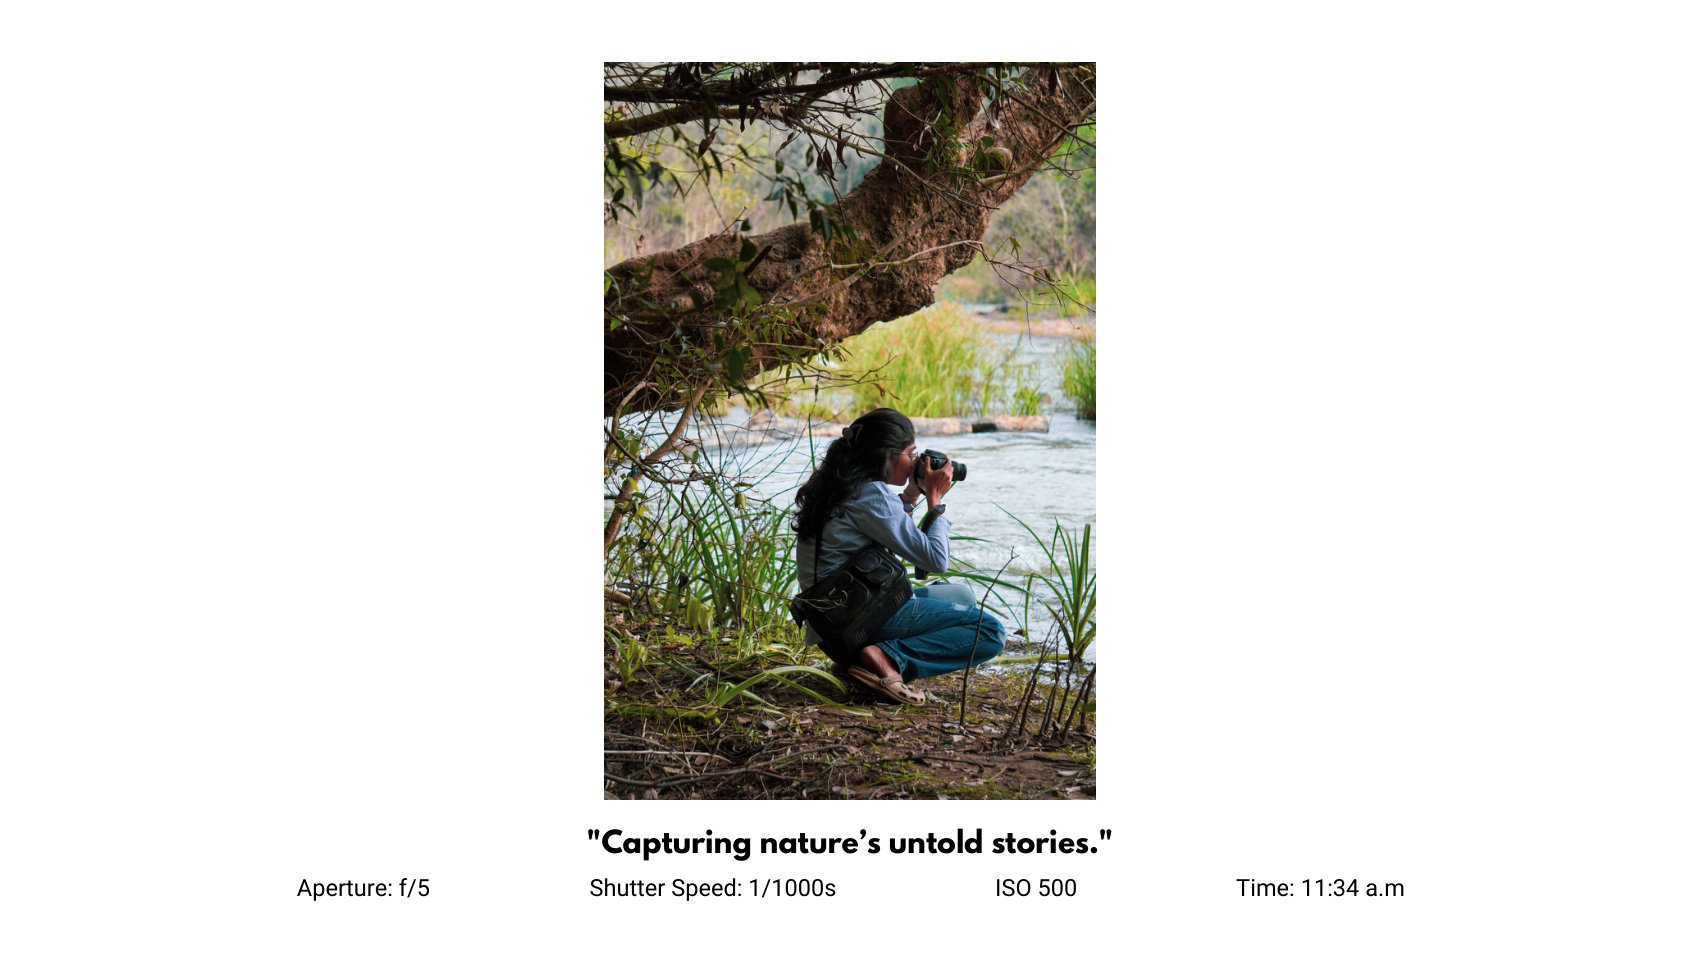 "Capturing nature’s untold stories."
Aperture: f/5 Shutter Speed: 1/1000s ISO 500 Time: 11:34 a.m